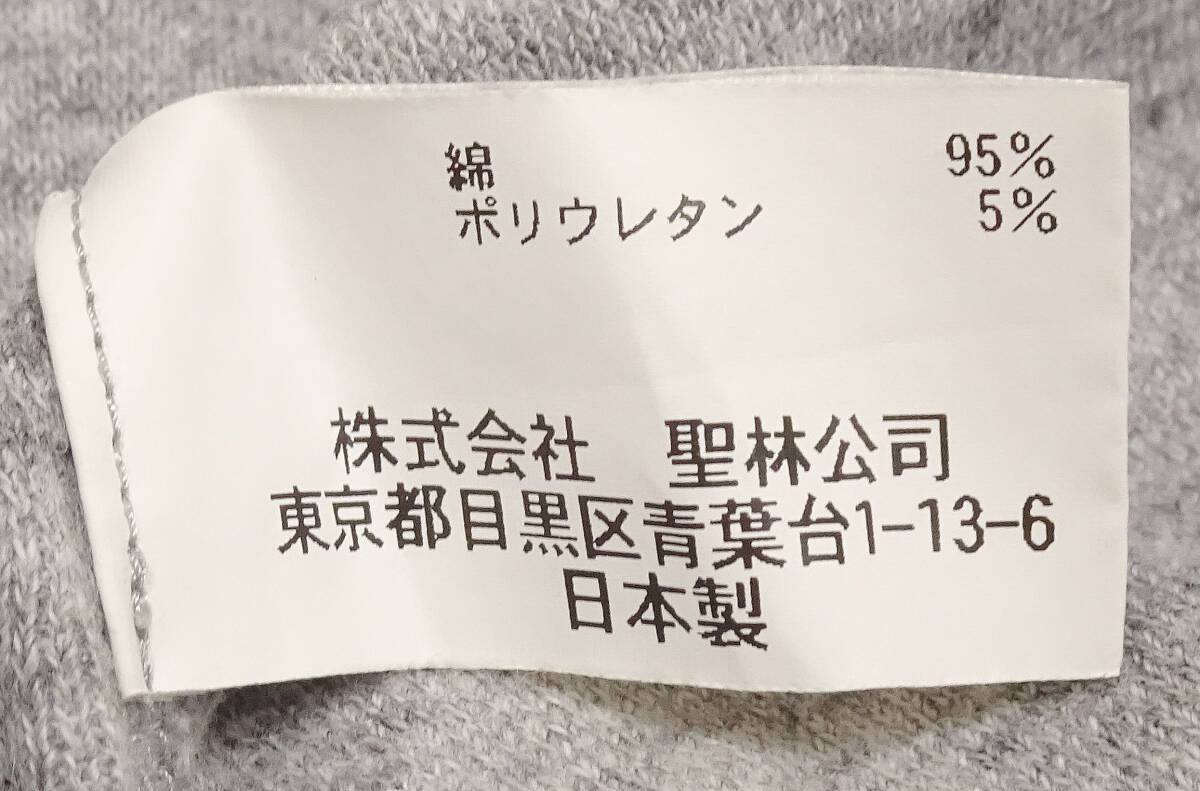 綿 95%
ポリウレタン 5%
株式会社 聖林公司
東京都目黒区青葉台1-13-6
日本製